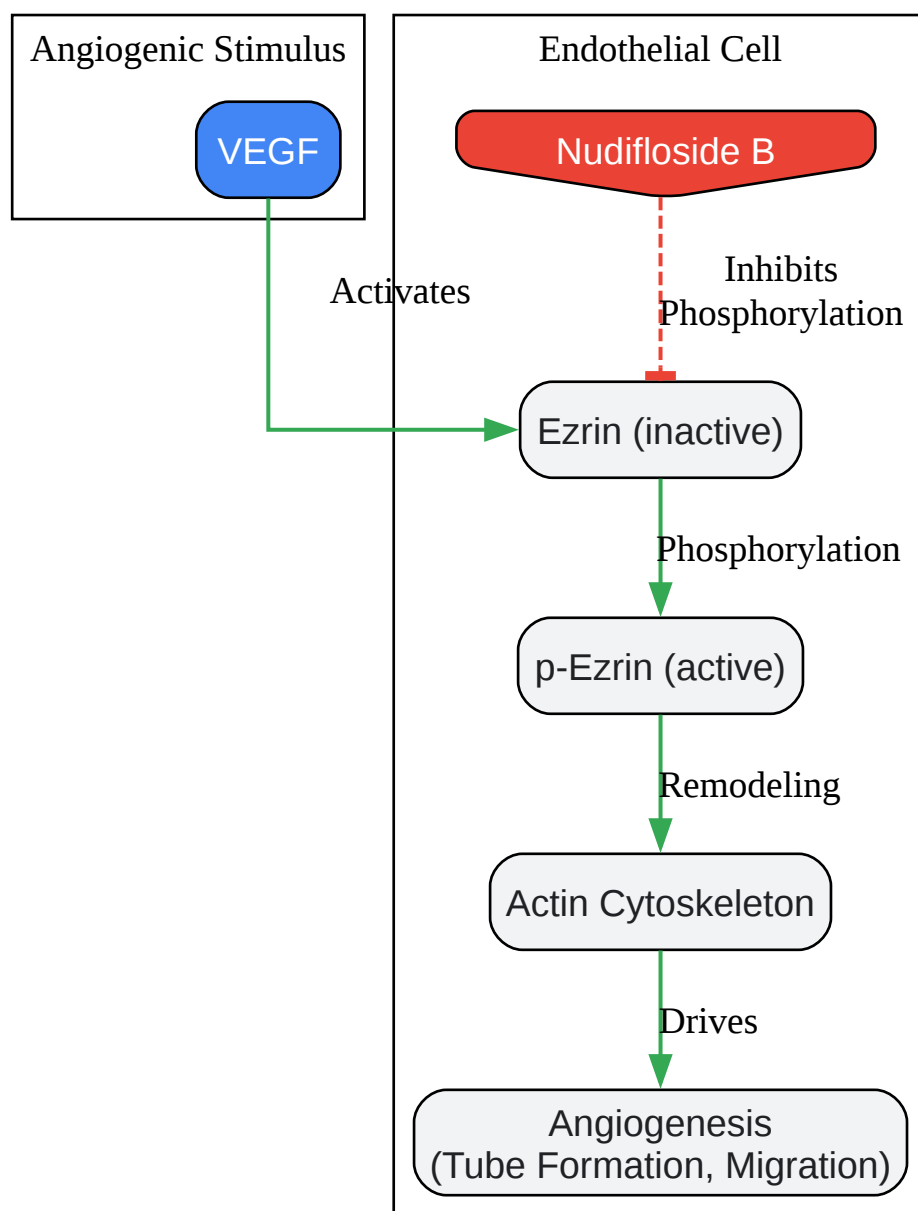 Angiogenic Stimulus
VEGF
Endothelial Cell
Nudifloside B
Activates
Inhibits
Phosphorylation
Ezrin (inactive)
Phosphorylation
p-Ezrin (active)
Remodeling
Actin Cytoskeleton
Drives
Angiogenesis
(Tube Formation, Migration)